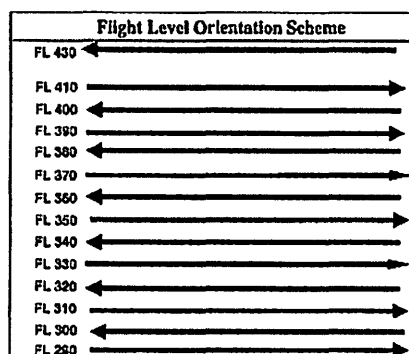 Flight Level Orientation Scheme
FL 430
FL 410
FL 400
FL 390
FL 380
FL 370
FL 360
FL 350
FL 340
FL 330
FL 320
FL 310
FL 300
FL 290